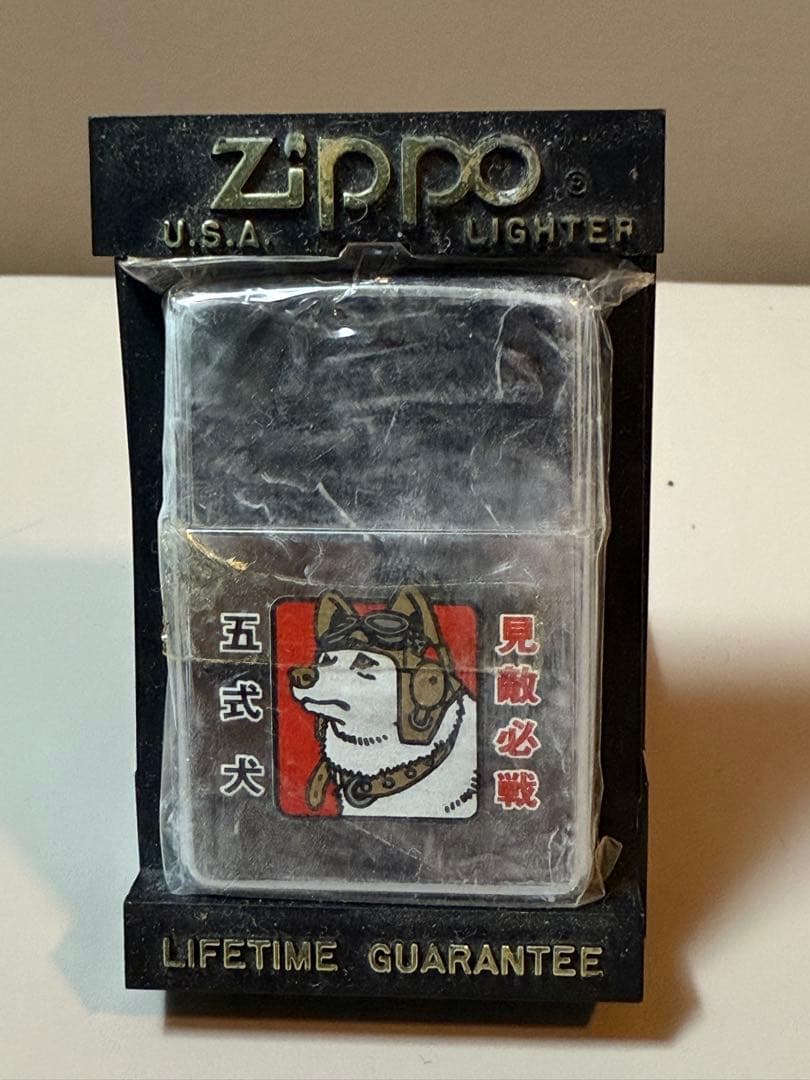 Zippo®
U.S.A. LIGHTER
見敵必戦
五式犬
LIFETIME GUARANTEE